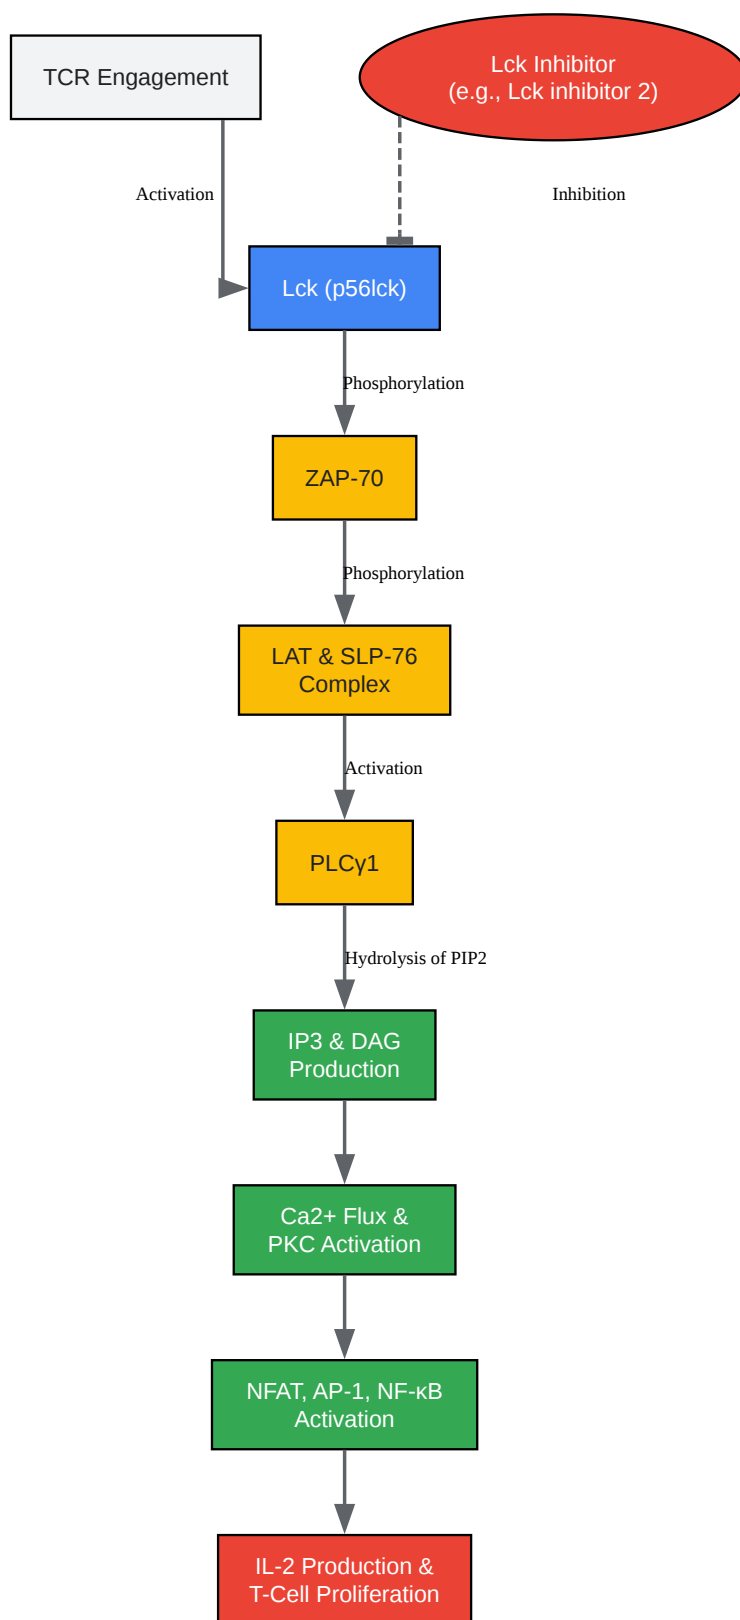 TCR Engagement
Lck Inhibitor
(e.g., Lck inhibitor 2)
Activation
Inhibition
Lck (p56lck)
Phosphorylation
ZAP-70
Phosphorylation
LAT & SLP-76
Complex
Activation
PLCγ1
Hydrolysis of PIP2
IP3 & DAG
Production
Ca2+ Flux &
PKC Activation
NFAT, AP-1, NF-κB
Activation
IL-2 Production &
T-Cell Proliferation